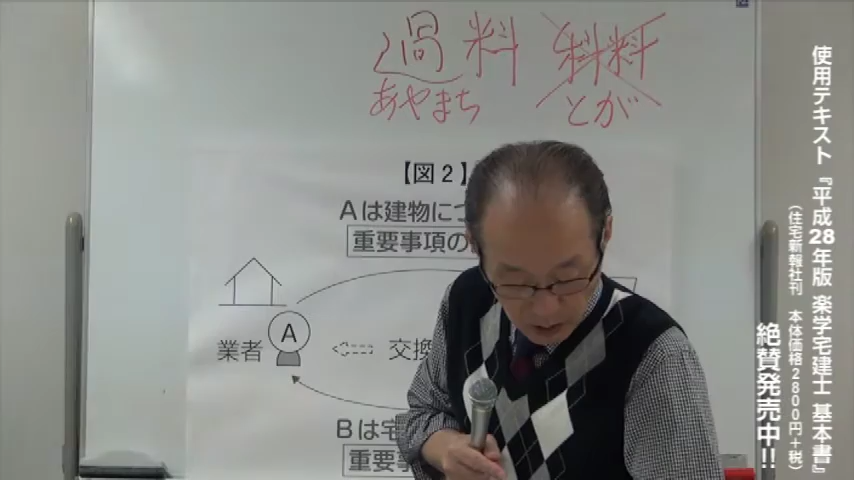 過料 科料
あやまち とが
【図2】
Aは建物につ
重要事項の
A
業者
交換
Bは宅
重要事
使用テキスト『平成28年版 楽学宅建士 基本書』
(住宅新報社刊 本体価格2800円+税)
絶賛発売中!!